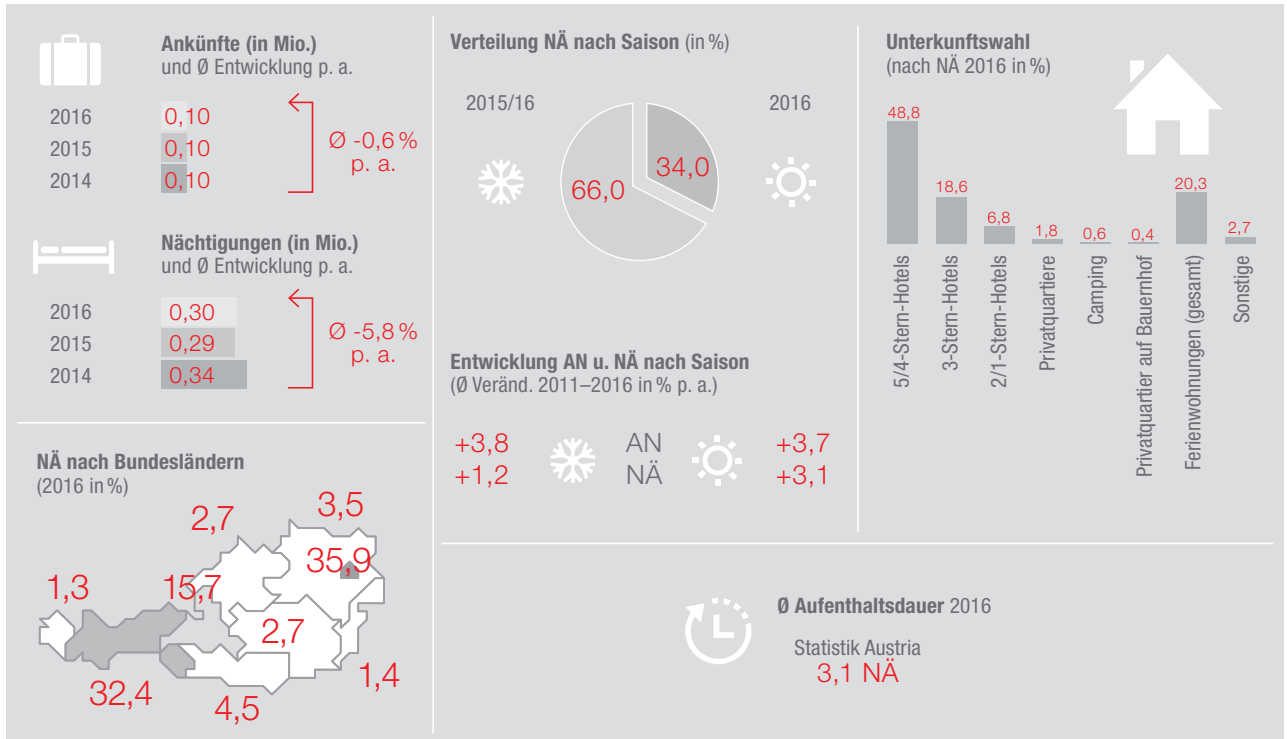 Ankünfte (in Mio.)
und Ø Entwicklung p. a.
2016 0,10
2015 0,10
2014 0,10
Ø -0,6 %
p. a.
Nächtigungen (in Mio.)
und Ø Entwicklung p. a.
2016 0,30
2015 0,29
2014 0,34
Ø -5,8 %
p. a.
NÄ nach Bundesländern
(2016 in %)
3,5
2,7
35,9
1,3
15,7
2,7
32,4
4,5
1,4
Verteilung NÄ nach Saison (in %)
2015/16
2016
66,0
34,0
Entwicklung AN u. NÄ nach Saison
(Ø Veränd. 2011–2016 in % p. a.)
+3,8 AN +3,7
+1,2 NÄ +3,1
Unterkunftswahl
(nach NÄ 2016 in %)
48,8
18,6
6,8
1,8
0,6
0,4
20,3
2,7
5/4-Stern-Hotels
3-Stern-Hotels
2/1-Stern-Hotels
Privatquartiere
Camping
Privatquartier auf Bauernhof
Ferienwohnungen (gesamt)
Sonstige
Ø Aufenthaltsdauer 2016
Statistik Austria
3,1 NÄ